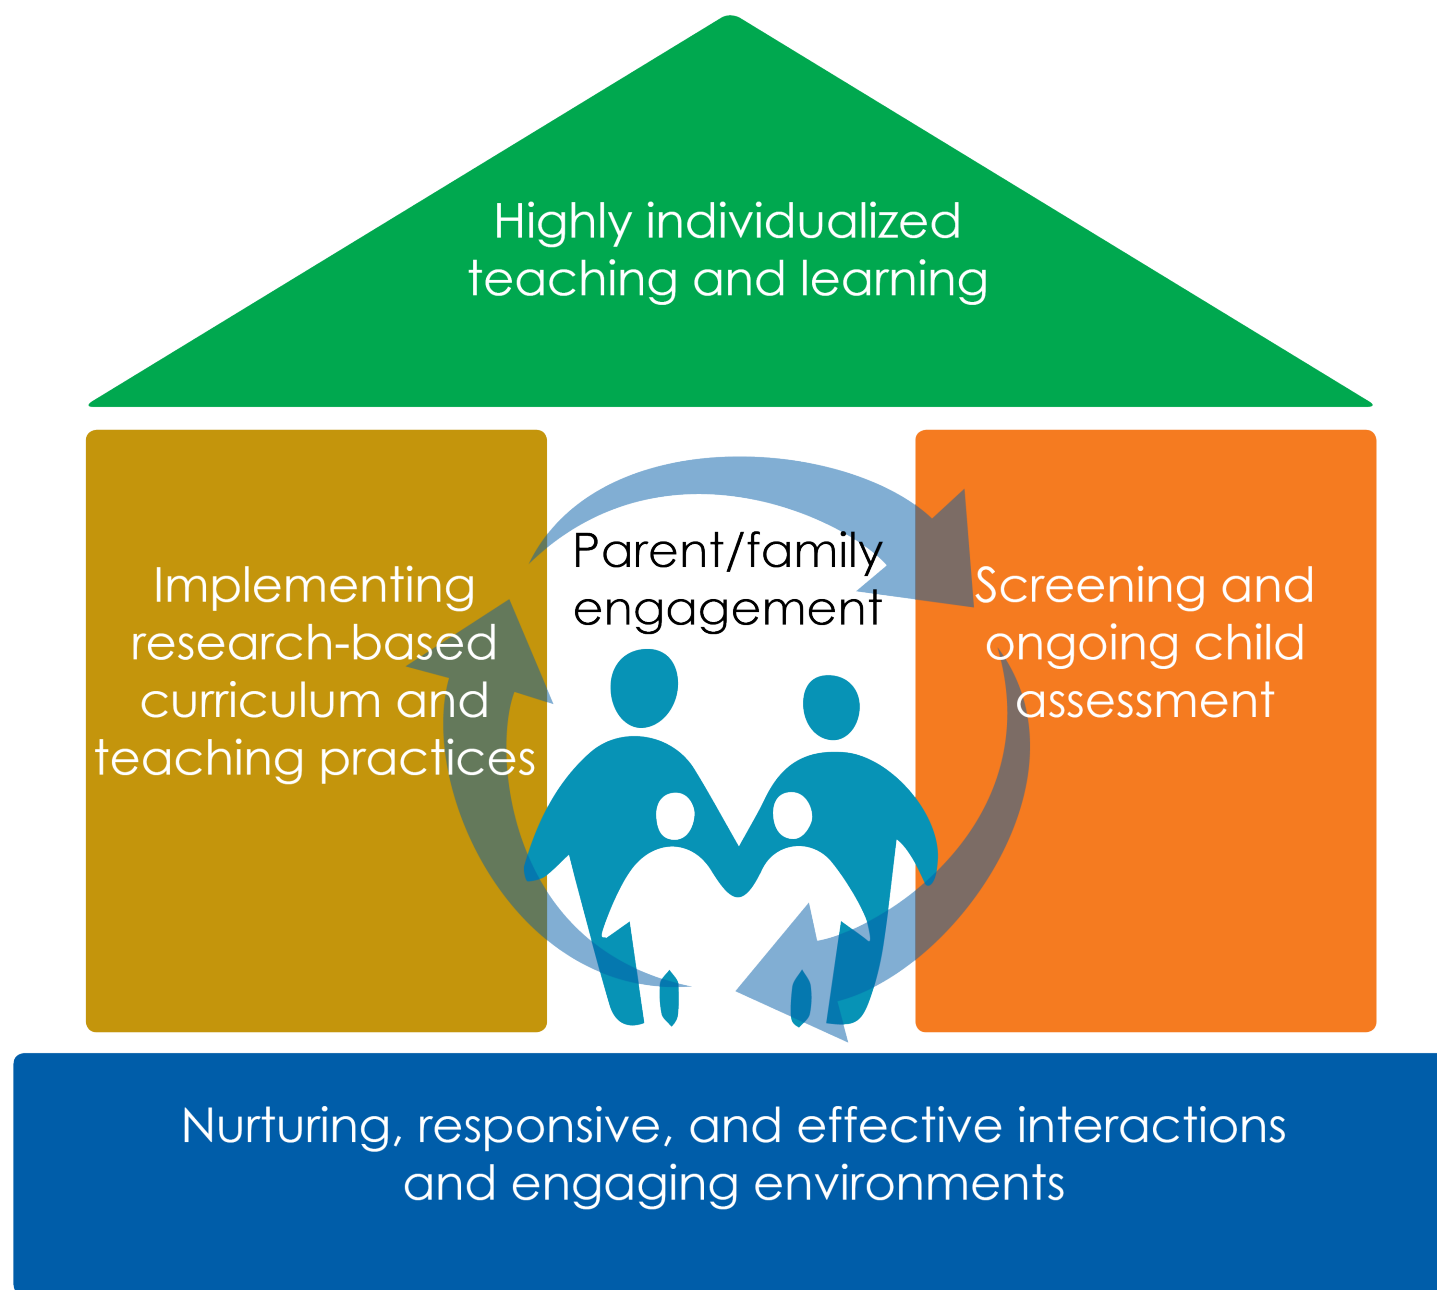 Highly individualized
teaching and learning
Parent/family
engagement
Implementing
research-based
curriculum and
teaching practices
Screening and
ongoing child
assessment
Nurturing, responsive, and effective interactions
and engaging environments